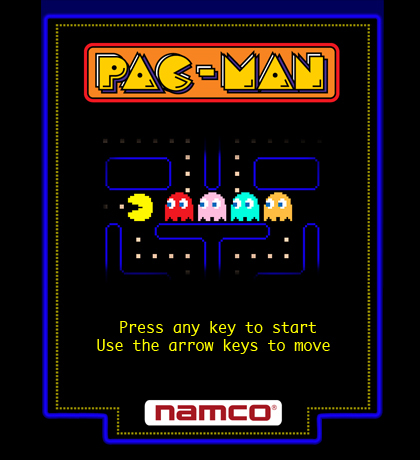 PAC-MAN
Press any key to start
Use the arrow keys to move
namco®